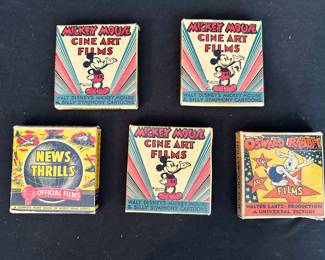 MICKEY MOUSE
CINE ART
FILMS
WALT DISNEY'S MICKEY MOUSE
& SILLY SYMPHONY CARTOONS
MICKEY MOUSE
CINE ART
FILMS
WALT DISNEY'S MICKEY MOUSE
& SILLY SYMPHONY CARTOONS
NEWS
THRILLS
OFFICIAL FILMS
MICKEY MOUSE
CINE ART
FILMS
WALT DISNEY'S MICKEY MOUSE
& SILLY SYMPHONY CARTOONS
OSWALD RABBIT
FILMS
WALTER LANTZ - PRODUCTION
A UNIVERSAL PICTURE